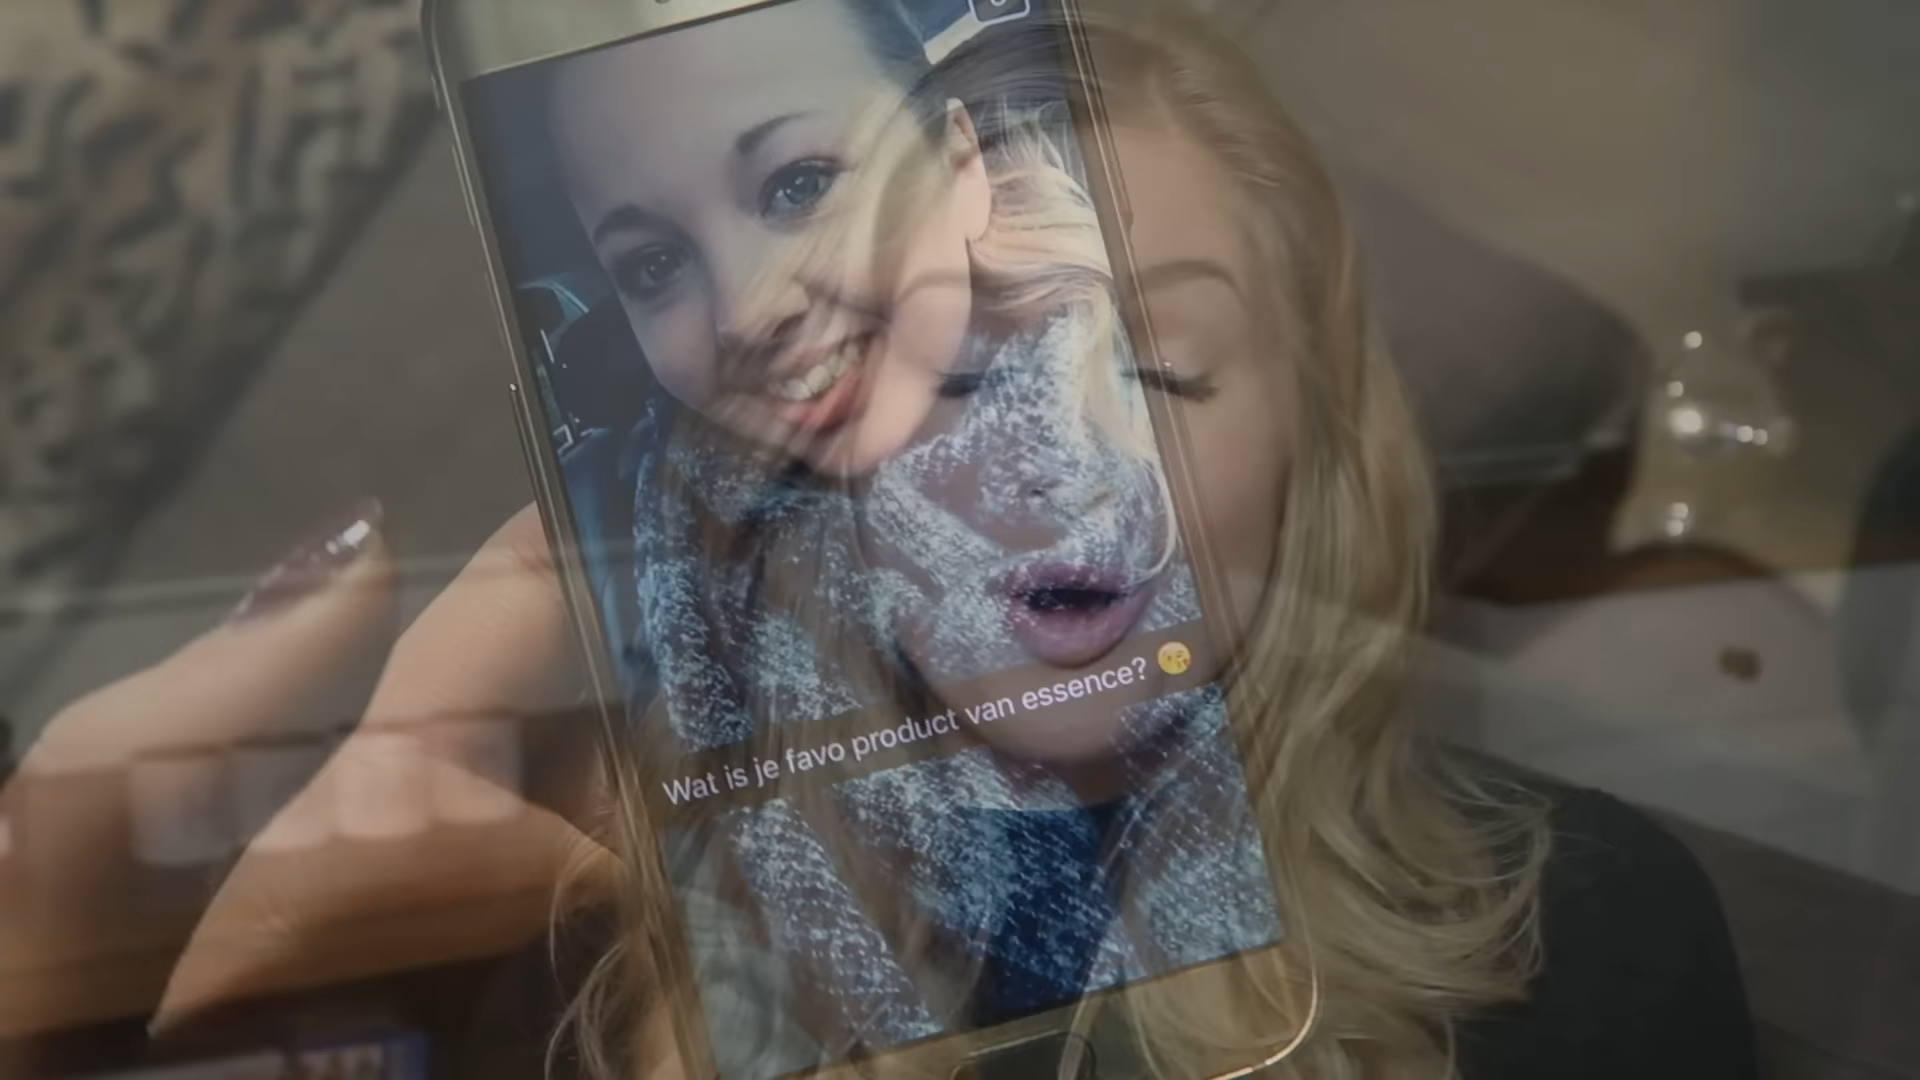 Wat is je favo product van essence? 😘